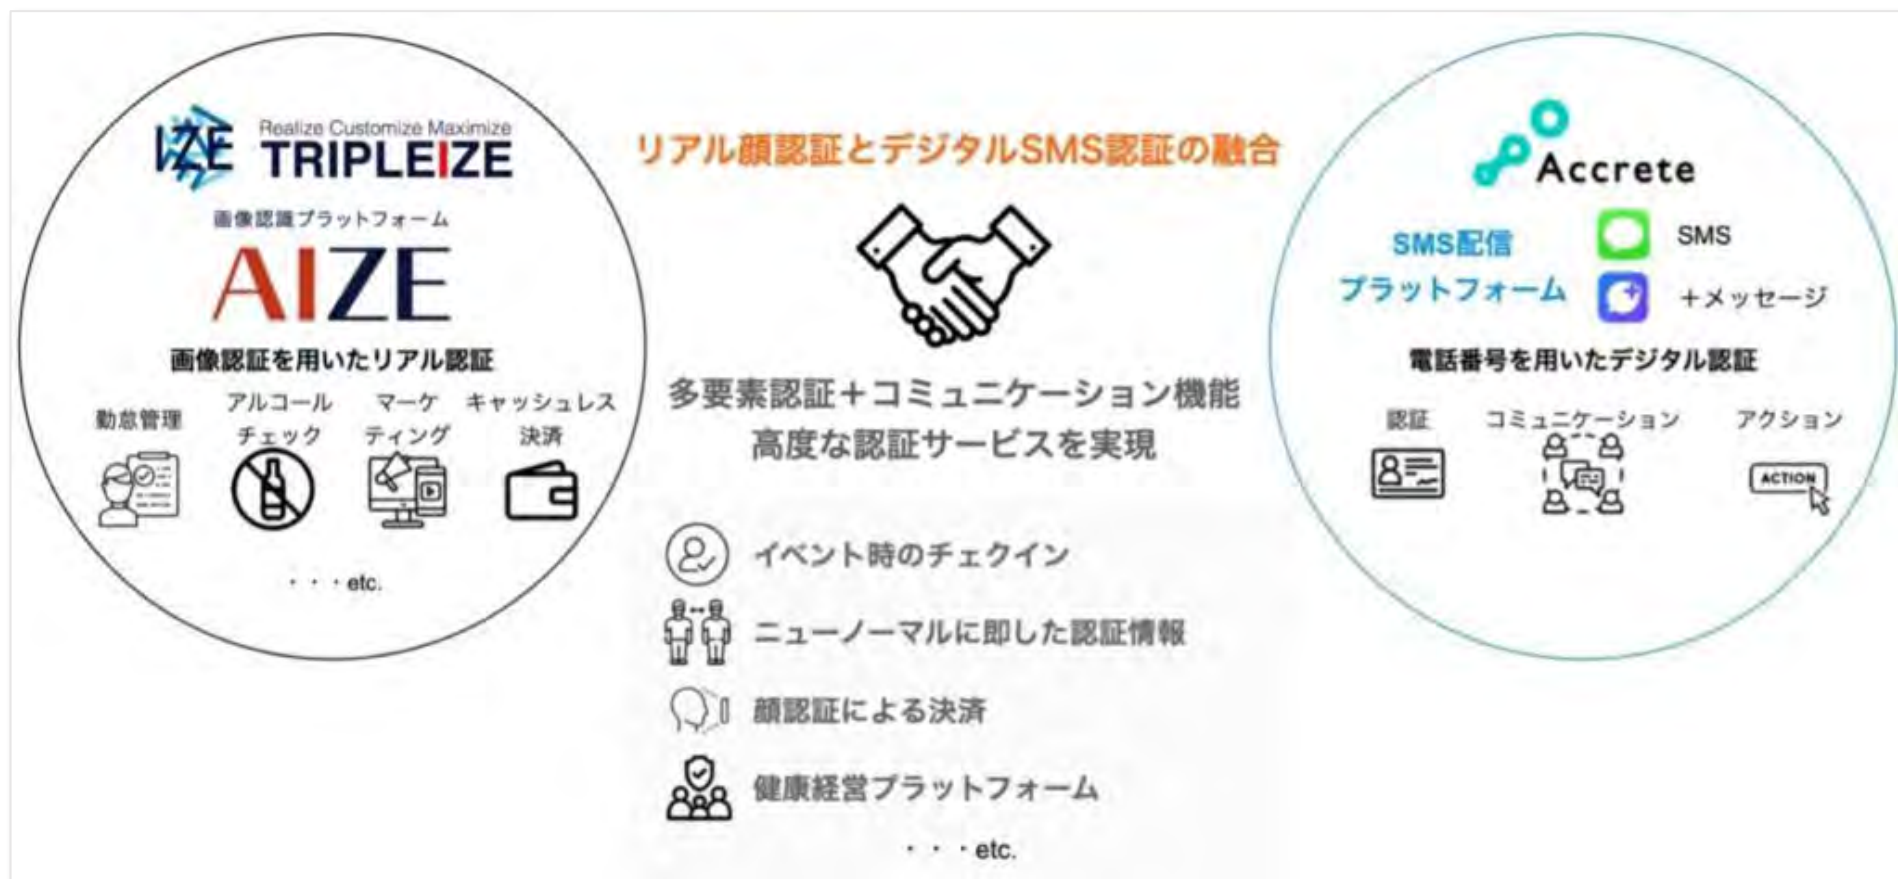 IZE
Realize Customize Maximize
TRIPLEIZE
画像認識プラットフォーム
AIZE
画像認証を用いたリアル認証
勤怠管理
アルコール
チェック
マーケ
ティング
キャッシュレス
決済
・・・etc.
リアル顔認証とデジタルSMS認証の融合
多要素認証＋コミュニケーション機能
高度な認証サービスを実現
イベント時のチェクイン
ニューノーマルに即した認証情報
顔認証による決済
健康経営プラットフォーム
・・・etc.
Accrete
SMS配信
プラットフォーム
SMS
＋メッセージ
電話番号を用いたデジタル認証
認証
コミュニケーション
アクション
ACTION